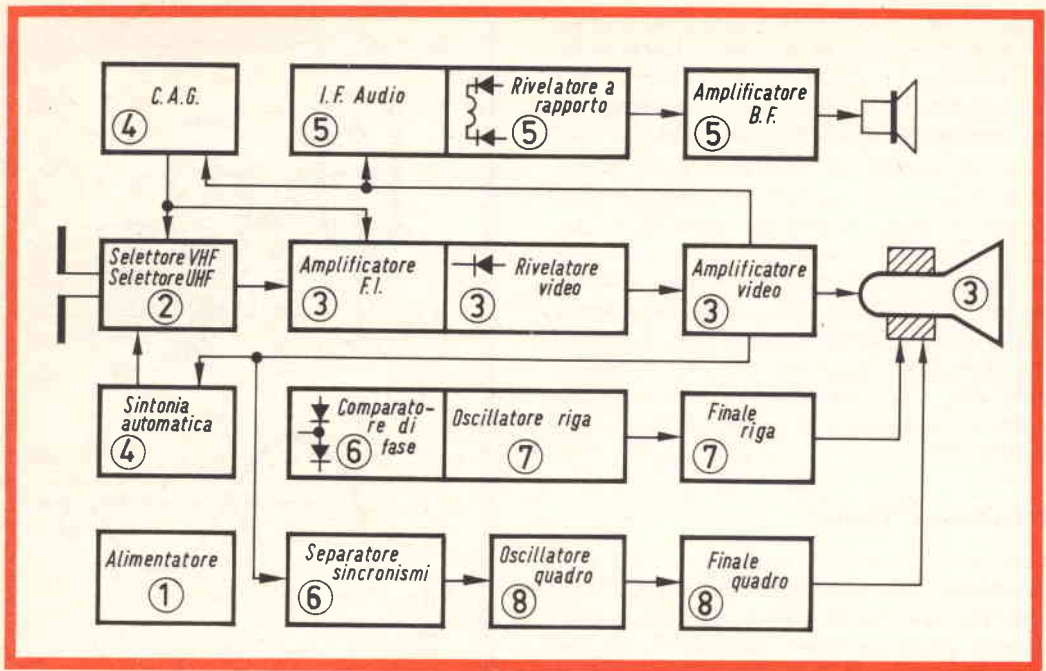 C.A.G.
4
I.F. Audio
5
Rivelatore a
rapporto
5
Amplificatore
B.F.
5
Selettore VHF
Selettore UHF
2
Amplificatore
F.I.
3
Rivelatore
video
3
Amplificatore
video
3
3
Sintonia
automatica
4
Comparato-
re di
fase
6
Oscillatore riga
7
Finale
riga
7
Alimentatore
1
Separatore
sincronismi
6
Oscillatore
quadro
8
Finale
quadro
8